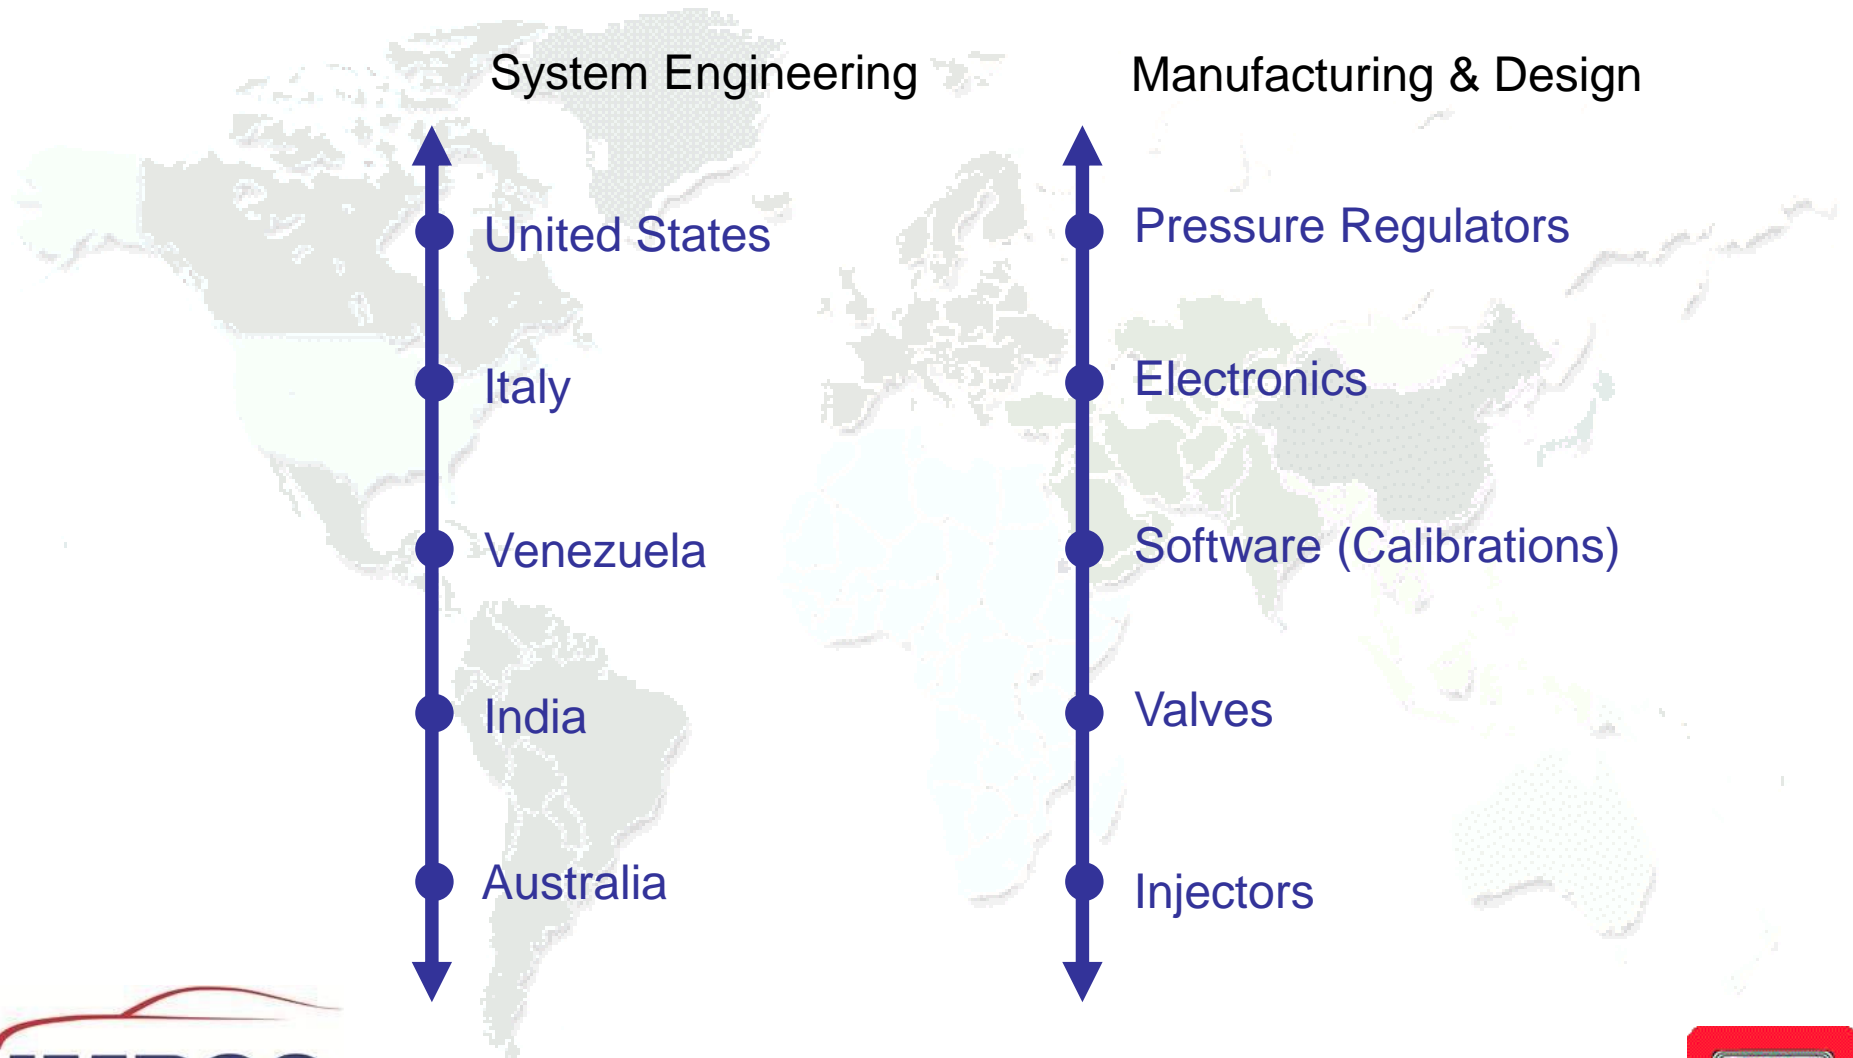 System Engineering
United States
Italy
Venezuela
India
Australia
Manufacturing & Design
Pressure Regulators
Electronics
Software (Calibrations)
Valves
Injectors